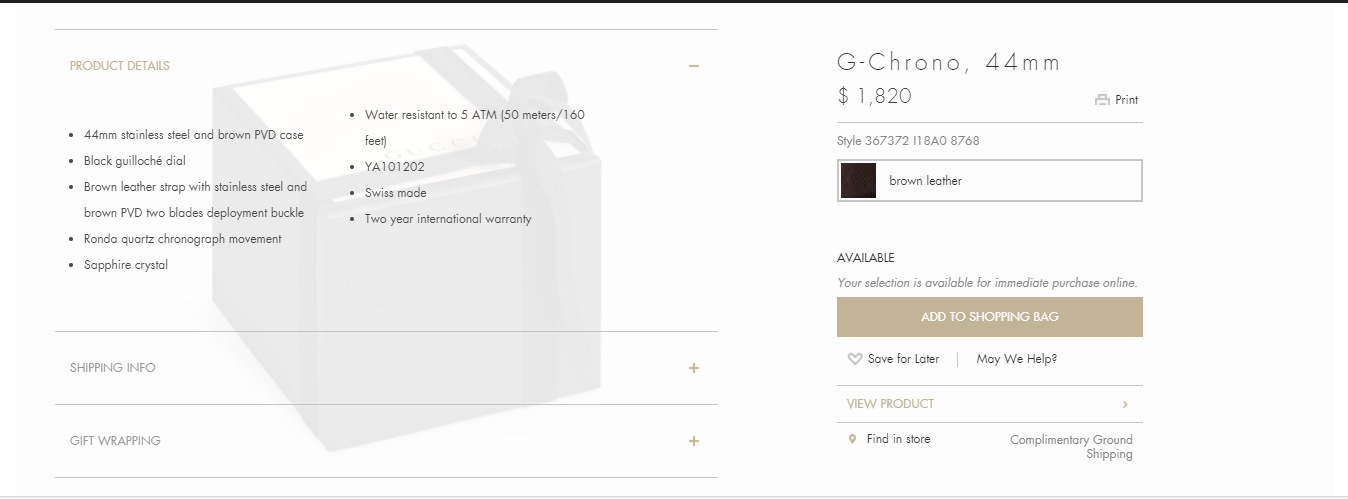 PRODUCT DETAILS
44mm stainless steel and brown PVD case
Black guilloché dial
Brown leather strap with stainless steel and
brown PVD two blades deployment buckle
Ronda quartz chronograph movement
Sapphire crystal
Water resistant to 5 ATM (50 meters/160
feet)
YA101202
Swiss made
Two year international warranty
GUCCI
SHIPPING INFO
GIFT WRAPPING
G-Chrono, 44mm
$ 1,820
Print
Style 367372 I18A0 8768
brown leather
AVAILABLE
Your selection is available for immediate purchase online.
ADD TO SHOPPING BAG
Save for Later
May We Help?
VIEW PRODUCT
Find in store
Complimentary Ground
Shipping